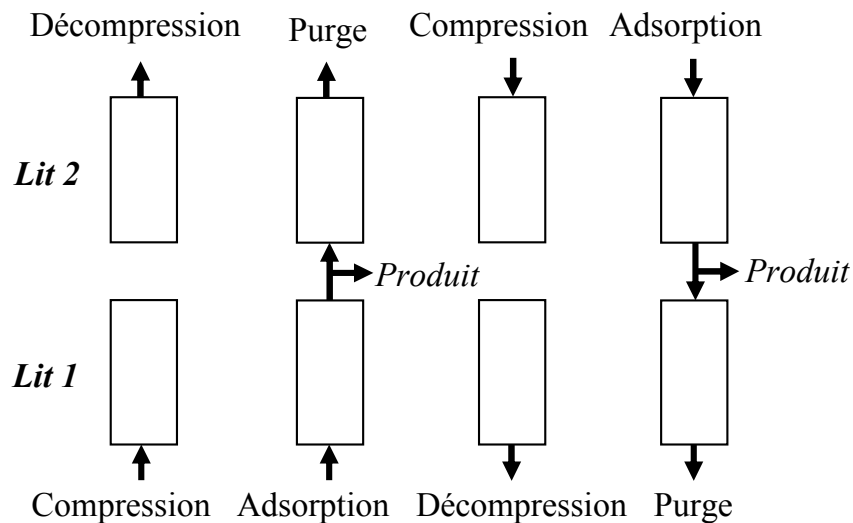 Décompression Purge Compression Adsorption
Lit 2
Produit Produit
Lit 1
Compression Adsorption Décompression Purge